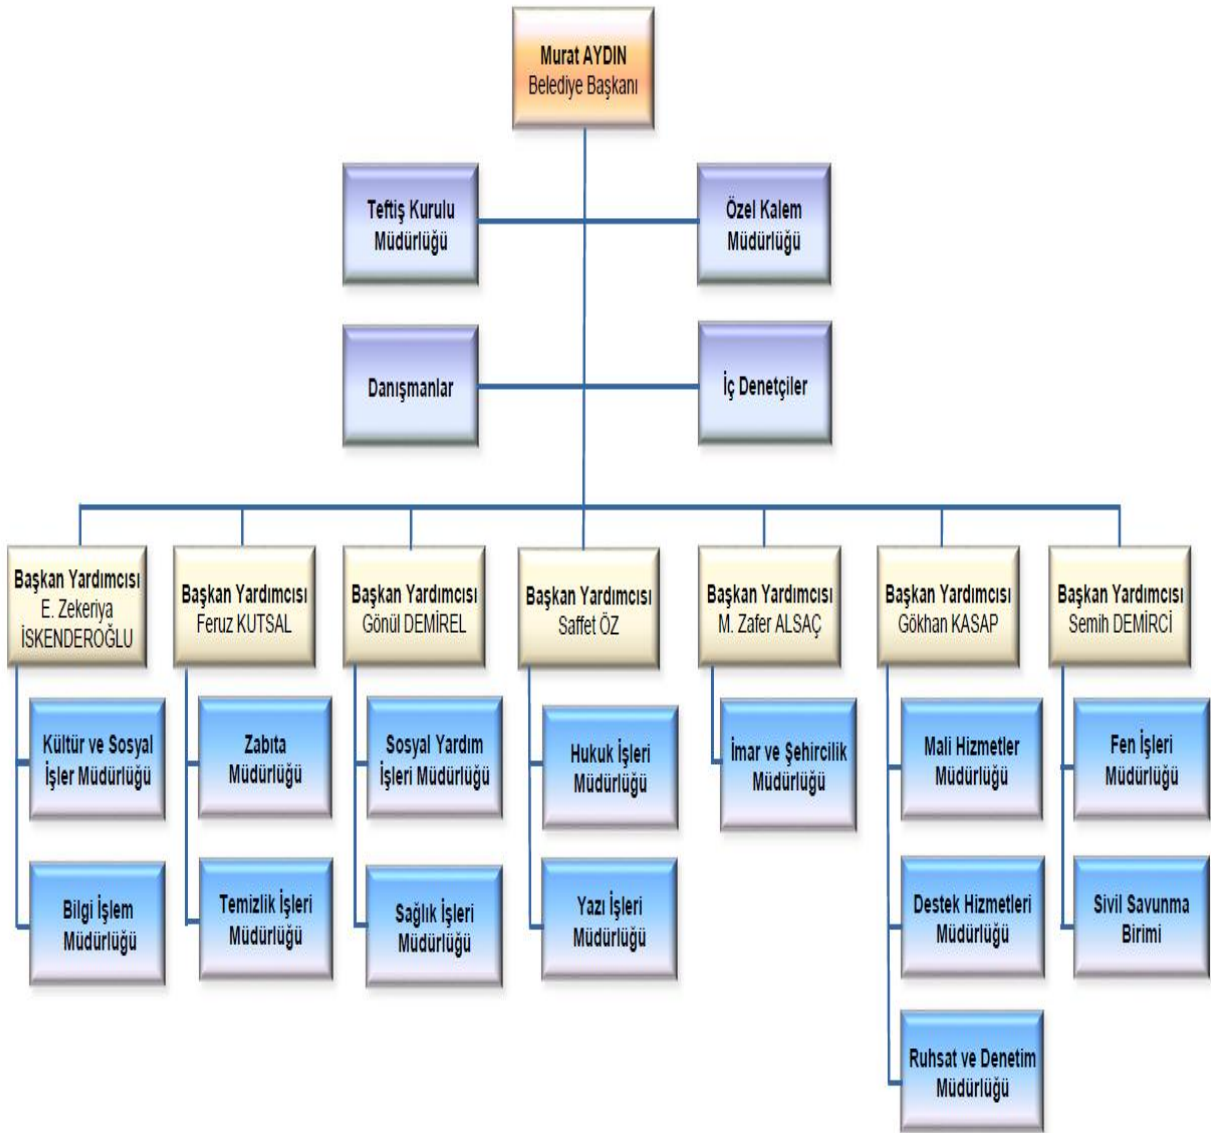 Murat AYDIN
Belediye Başkanı
Teftiş Kurulu
Müdürlüğü
Özel Kalem
Müdürlüğü
Danışmanlar
İç Denetçiler
Başkan Yardımcısı
E. Zekeriya
İSKENDEROĞLU
Başkan Yardımcısı
Feruz KUTSAL
Başkan Yardımcısı
Gönül DEMİREL
Başkan Yardımcısı
Saffet ÖZ
Başkan Yardımcısı
M. Zafer ALSAÇ
Başkan Yardımcısı
Gökhan KASAP
Başkan Yardımcısı
Semih DEMİRCİ
Kültür ve Sosyal
İşler Müdürlüğü
Zabıta
Müdürlüğü
Sosyal Yardım
İşleri Müdürlüğü
Hukuk İşleri
Müdürlüğü
İmar ve Şehircilik
Müdürlüğü
Mali Hizmetler
Müdürlüğü
Fen İşleri
Müdürlüğü
Bilgi İşlem
Müdürlüğü
Temizlik İşleri
Müdürlüğü
Sağlık İşleri
Müdürlüğü
Yazı İşleri
Müdürlüğü
Destek Hizmetleri
Müdürlüğü
Sivil Savunma
Birimi
Ruhsat ve Denetim
Müdürlüğü